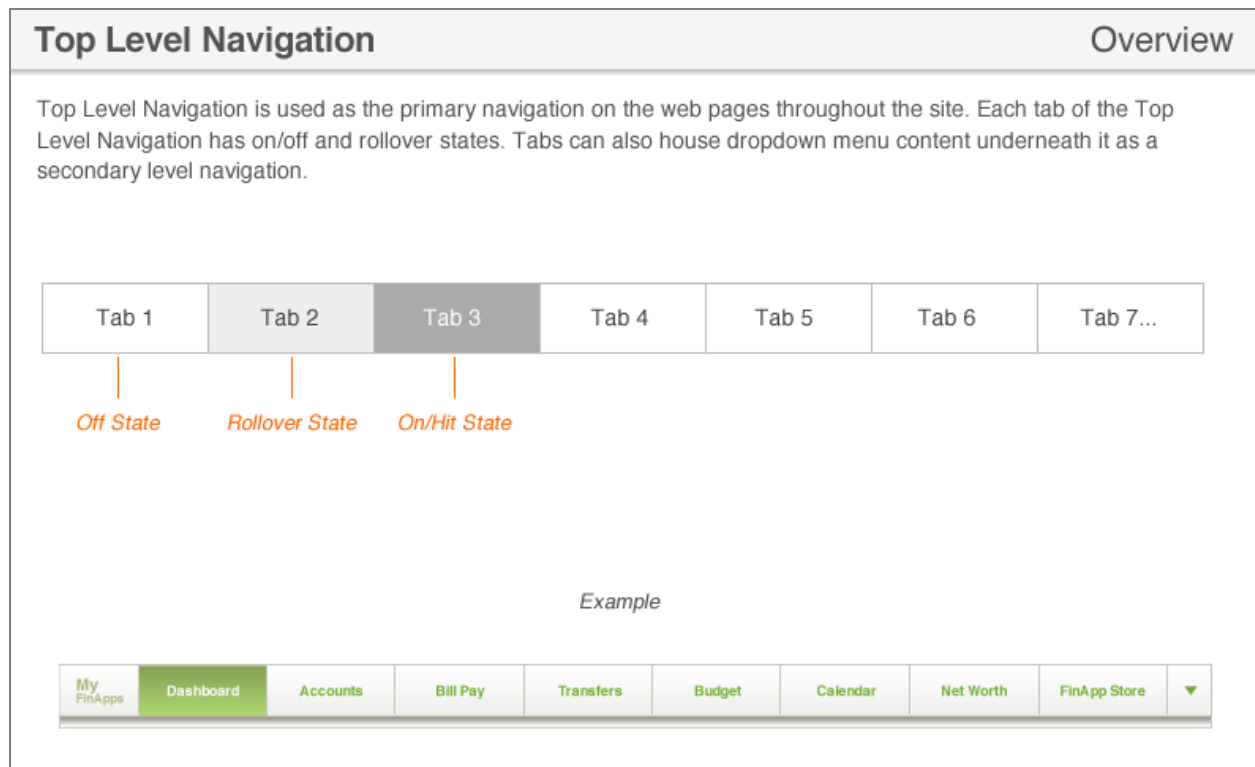 Top Level Navigation Overview
Top Level Navigation is used as the primary navigation on the web pages throughout the site. Each tab of the Top
Level Navigation has on/off and rollover states. Tabs can also house dropdown menu content underneath it as a
secondary level navigation.
Tab 1 Tab 2 Tab 3 Tab 4 Tab 5 Tab 6 Tab 7...
Off State Rollover State On/Hit State
Example
My
FinApps Dashboard Accounts Bill Pay Transfers Budget Calendar Net Worth FinApp Store